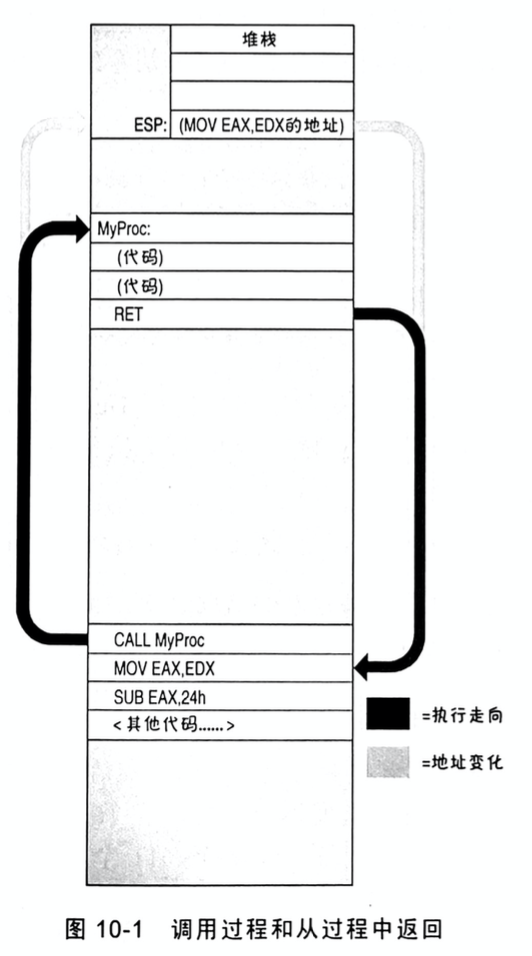 堆栈
ESP: (MOV EAX,EDX的地址)
MyProc:
(代码)
(代码)
RET
CALL MyProc
MOV EAX,EDX
SUB EAX,24h
<其他代码......>
=执行走向
=地址变化
图 10-1 调用过程和从过程中返回